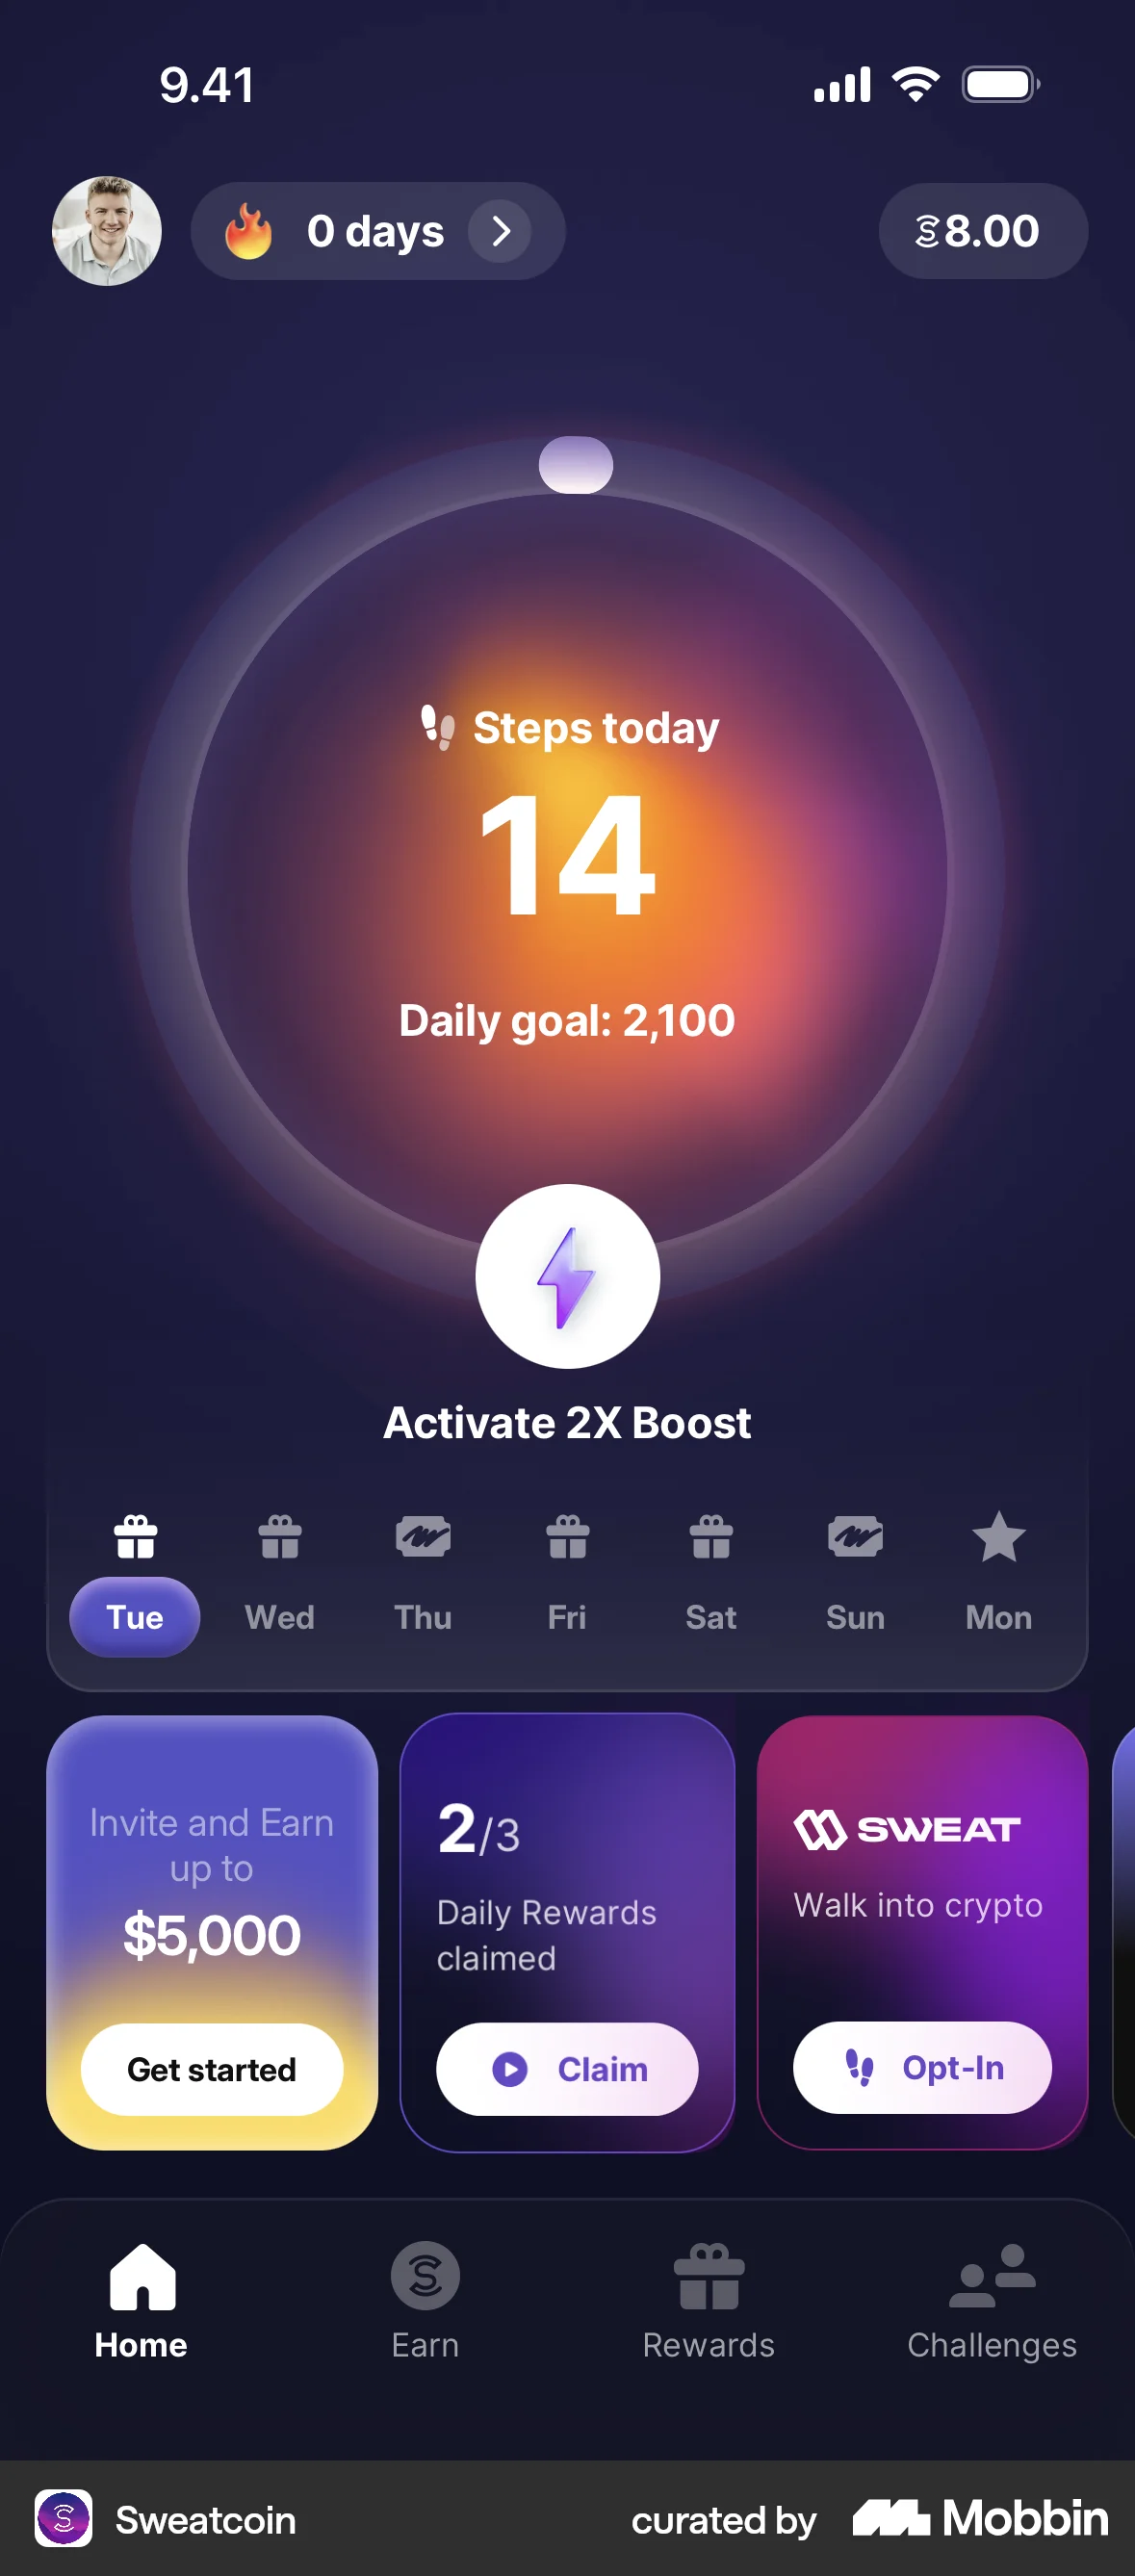 9.41
0 days
8.00
Steps today
14
Daily goal: 2,100
Activate 2X Boost
Tue Wed Thu Fri Sat Sun Mon
Invite and Earn
up to
$5,000
Get started
2/3
Daily Rewards
claimed
Claim
SWEAT
Walk into crypto
Opt-In
Home Earn Rewards Challenges
Sweatcoin
curated by Mobbin